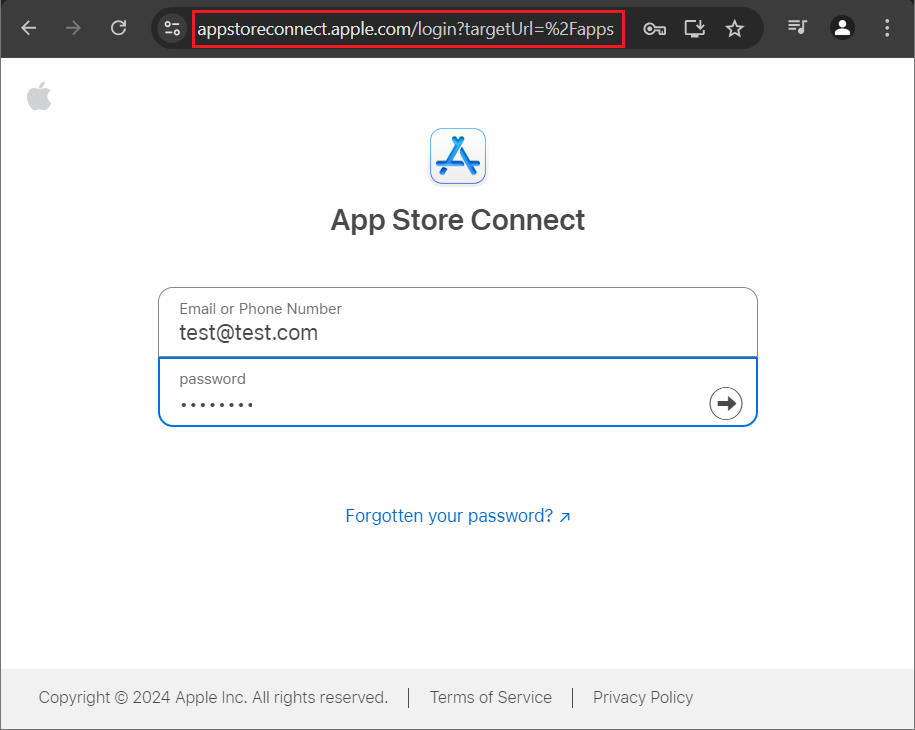 appstoreconnect.apple.com/login?targetUrl=%2Fapps
App Store Connect
Email or Phone Number
test@test.com
password
••••••••
Forgotten your password? ↗
Copyright © 2024 Apple Inc. All rights reserved. | Terms of Service | Privacy Policy